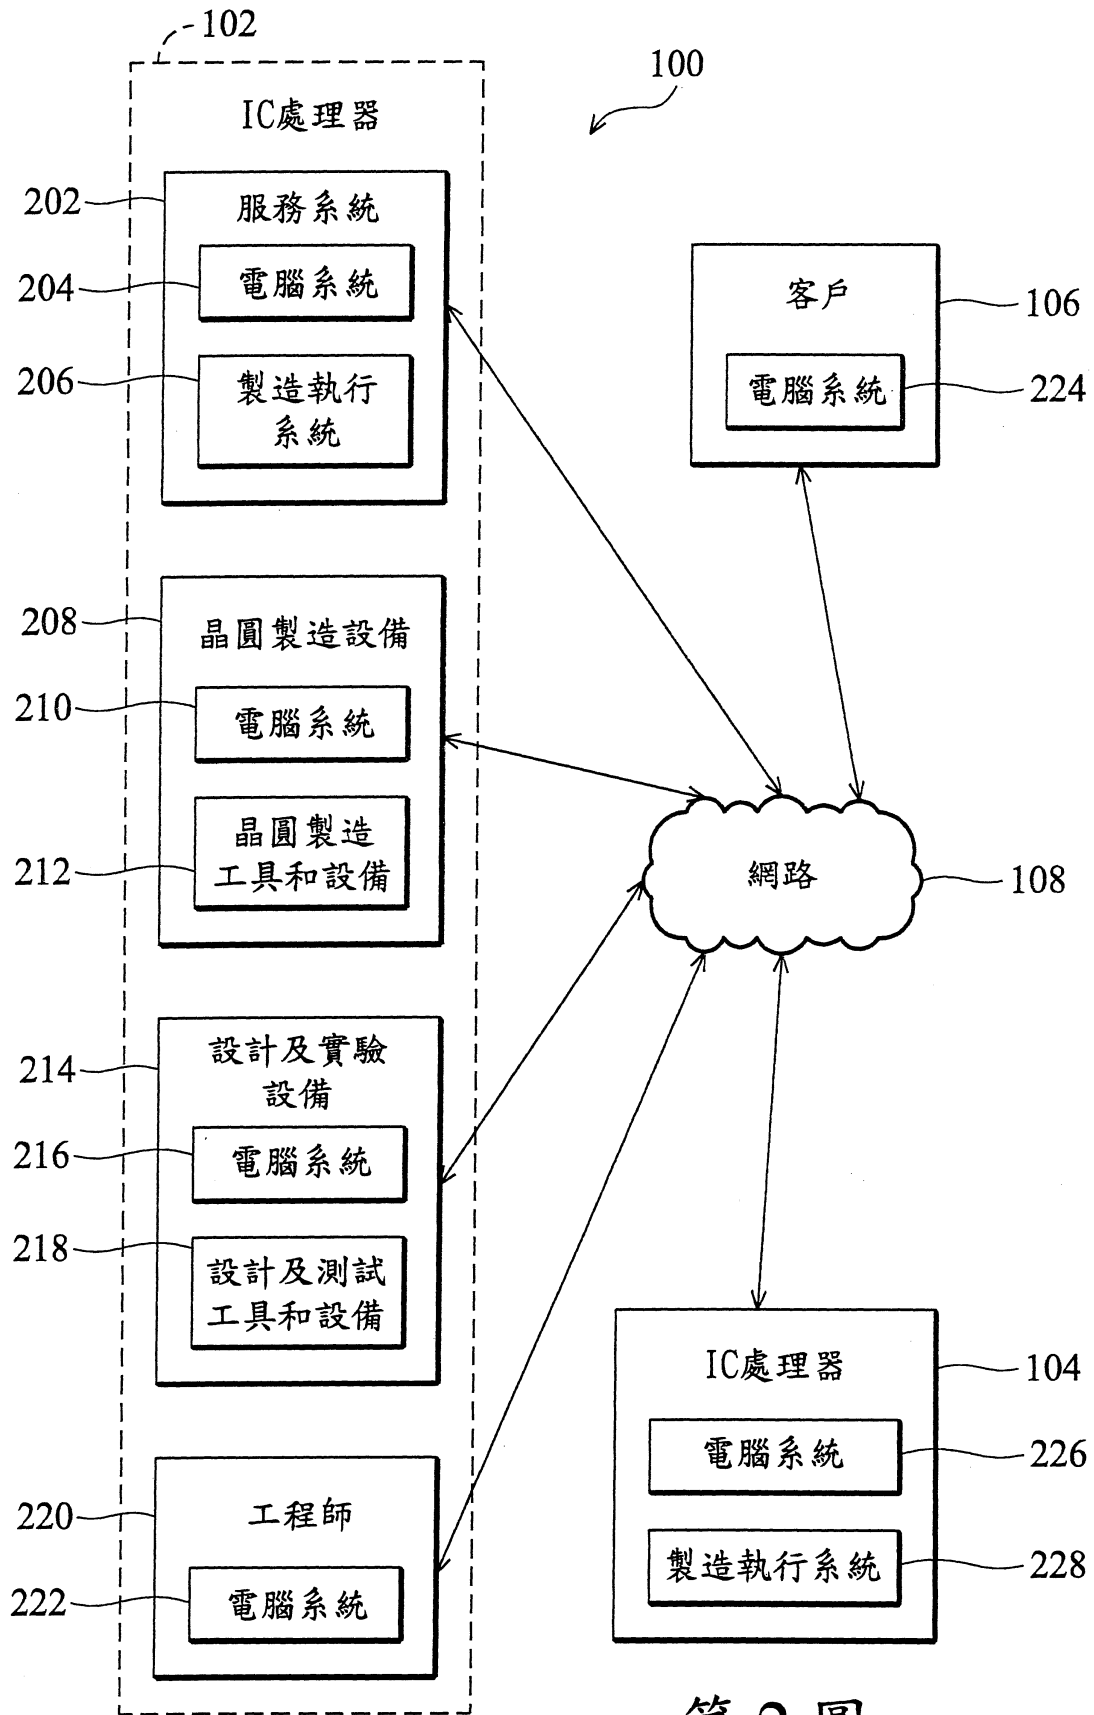 102
100
IC處理器
202
服務系統
204
電腦系統
206
製造執行
系統
客戶
106
電腦系統
224
208
晶圓製造設備
210
電腦系統
212
晶圓製造
工具和設備
網路
108
214
設計及實驗
設備
216
電腦系統
218
設計及測試
工具和設備
IC處理器
104
電腦系統
226
製造執行系統
228
220
工程師
222
電腦系統
第2圖